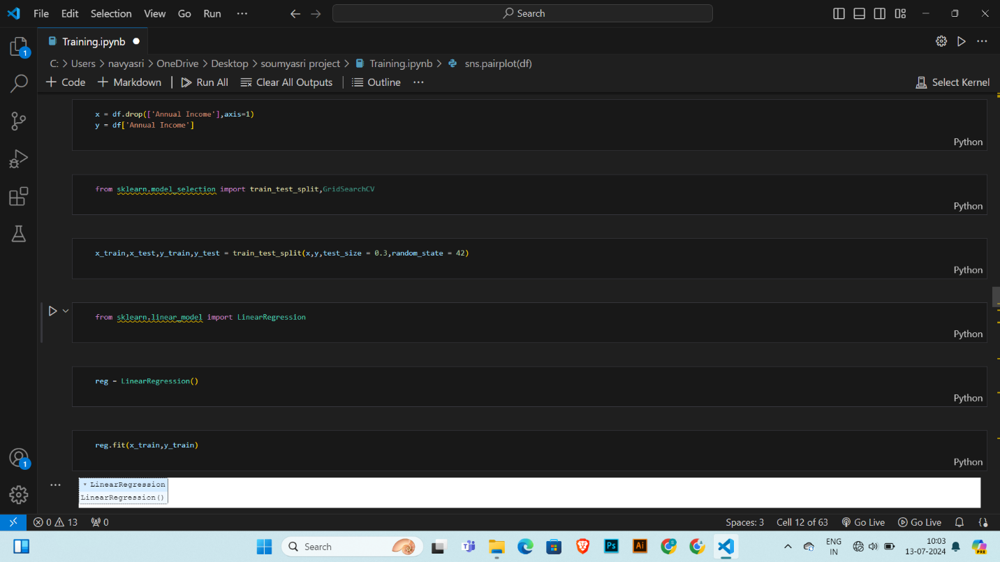 File Edit Selection View Go Run ··· Search
Training.ipynb
1
C: > Users > navyasri > OneDrive > Desktop > soumyasri project > Training.ipynb > sns.pairplot(df)
+ Code + Markdown | Run All Clear All Outputs | Outline ··· Select Kernel
x = df.drop(['Annual Income'],axis=1)
y = df['Annual Income']
Python
from sklearn.model_selection import train_test_split,GridSearchCV
Python
x_train,x_test,y_train,y_test = train_test_split(x,y,test_size = 0.3,random_state = 42)
Python
from sklearn.linear_model import LinearRegression
Python
reg = LinearRegression()
Python
reg.fit(x_train,y_train)
Python
1
LinearRegression
LinearRegression()
0 13 0 Spaces: 3 Cell 12 of 63 Go Live Go Live
Search Ps Ai S ENG 10:03
IN 13-07-2024 PRE